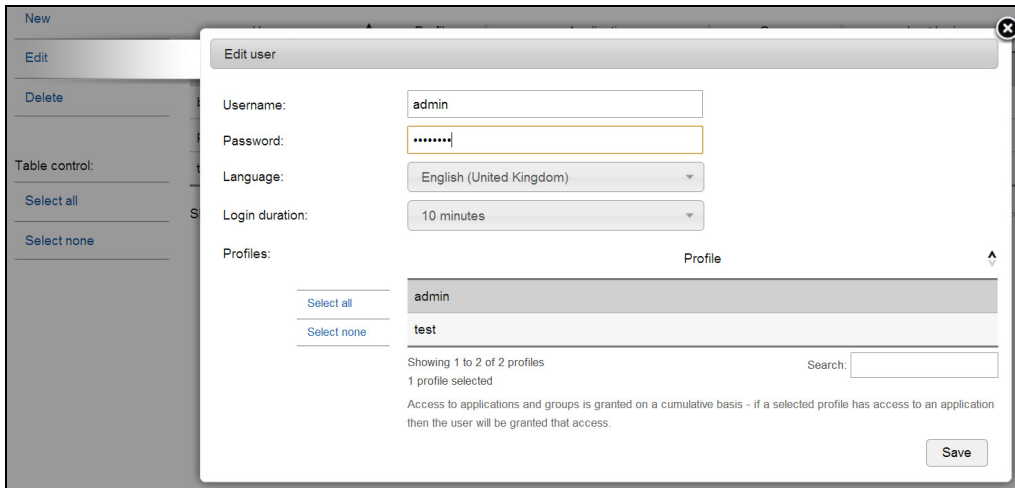 New
Edit
Delete
Table control:
Select all
Select none
Edit user
Username:
admin
Password:
••••••••
Language:
English (United Kingdom)
Login duration:
10 minutes
Profiles:
Profile
Select all
Select none
admin
test
Showing 1 to 2 of 2 profiles
Search:
1 profile selected
Access to applications and groups is granted on a cumulative basis - if a selected profile has access to an application
then the user will be granted that access.
Save